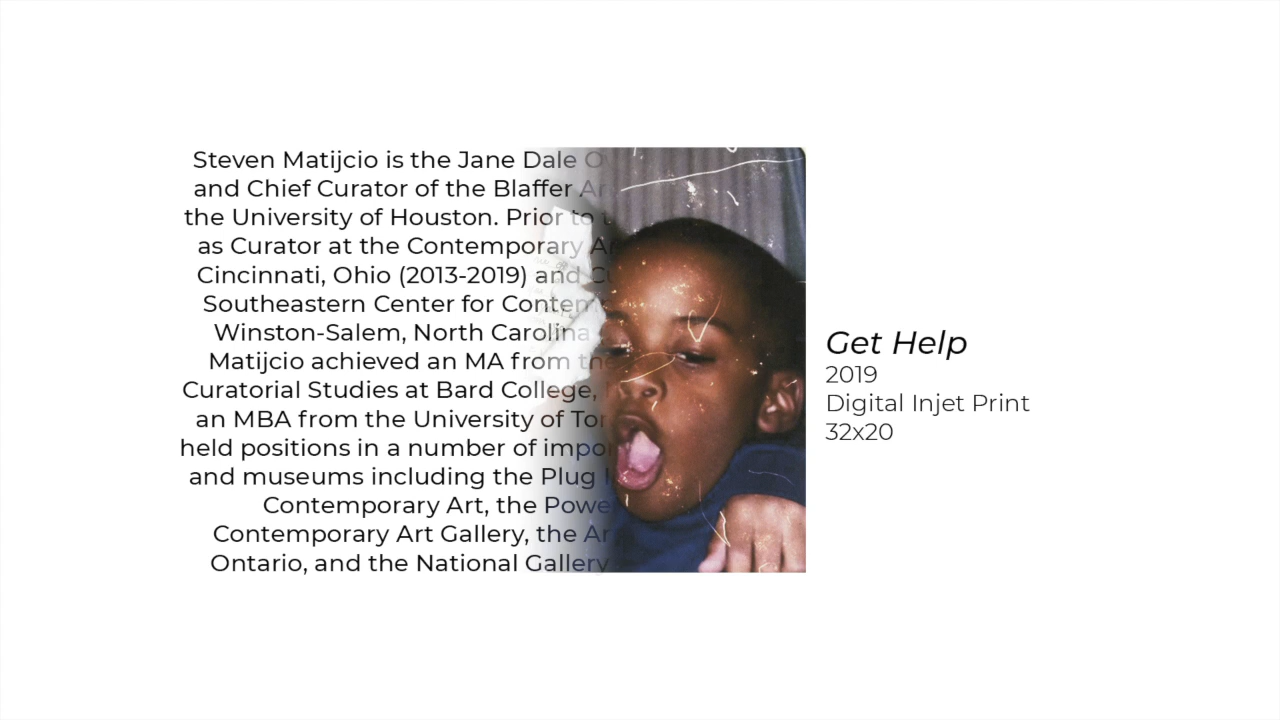 Steven Matijcio is the Jane Dale
and Chief Curator of the Blaffer
the University of Houston. Prior to
as Curator at the Contemporary
Cincinnati, Ohio (2013-2019) and
Southeastern Center for
Winston-Salem, North Carolina
Matijcio achieved an MA from the
Curatorial Studies at Bard College,
an MBA from the University of
held positions in a number of
and museums including the Plug
Contemporary Art, the
Contemporary Art Gallery, the
Ontario, and the National Gallery
Get Help
2019
Digital Injet Print
32x20